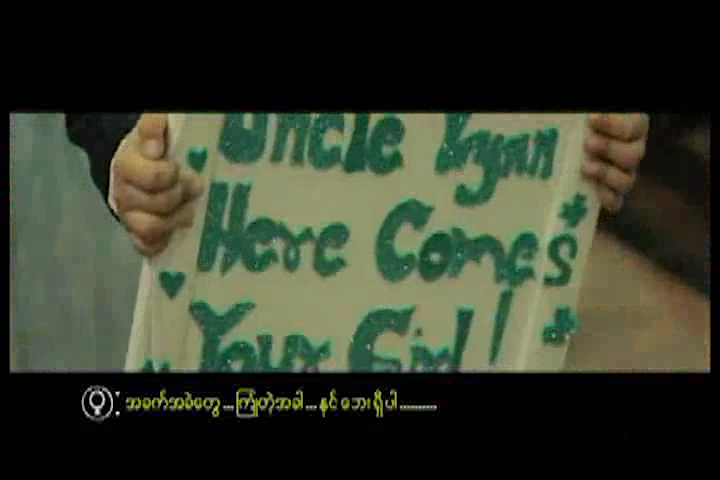 Uncle Ryan
Here Comes
Your Girl!
အခက်အခဲတွေ... ကြုံတဲ့အခါ... နင် ဘေး ရှိပါ..........